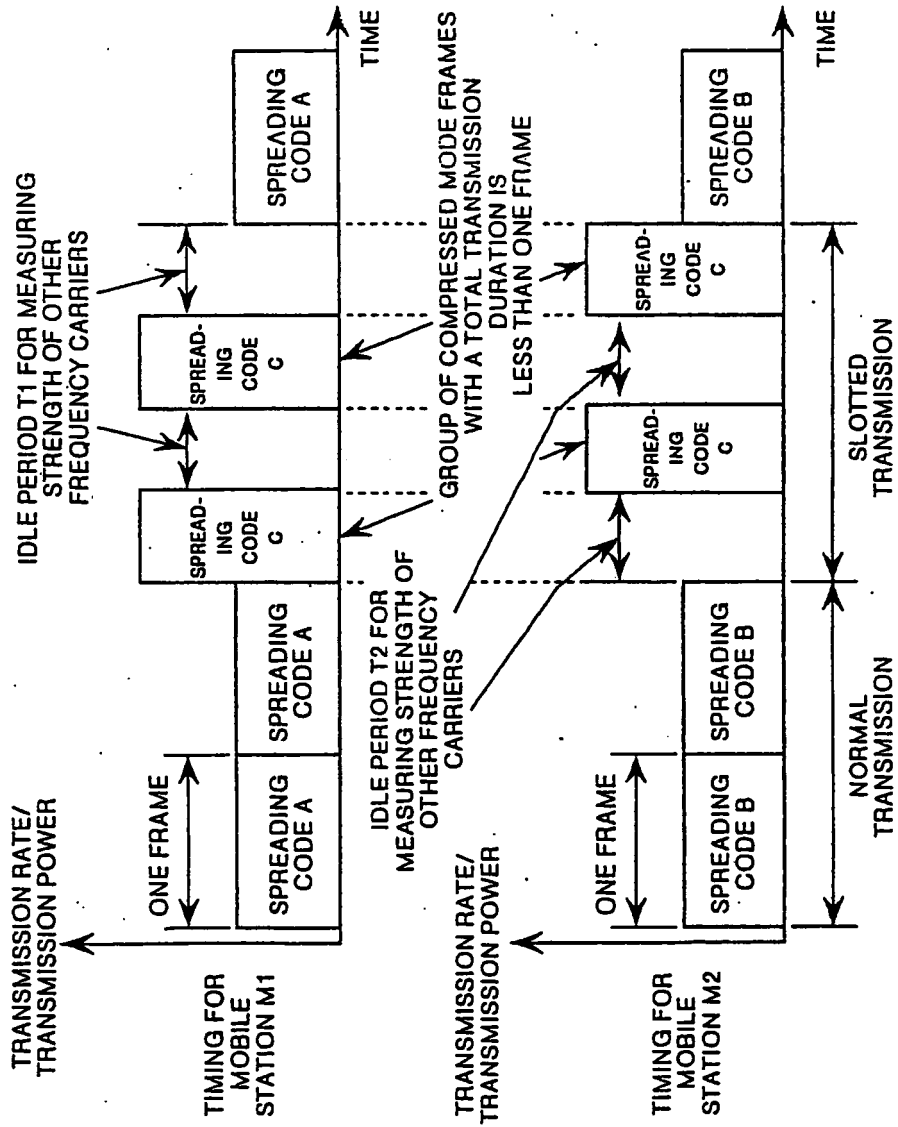 TRANSMISSION RATE/
TRANSMISSION POWER
TIMING FOR
MOBILE
STATION M1
ONE FRAME
SPREADING
CODE A
SPREADING
CODE A
SPREAD-
ING
CODE
C
SPREAD-
ING
CODE
C
IDLE PERIOD T1 FOR MEASURING
STRENGTH OF OTHER
FREQUENCY CARRIERS
SPREADING
CODE A
TIME
GROUP OF COMPRESSED MODE FRAMES
WITH A TOTAL TRANSMISSION
DURATION IS
LESS THAN ONE FRAME
IDLE PERIOD T2 FOR
MEASURING STRENGTH OF
OTHER FREQUENCY
CARRIERS
TRANSMISSION RATE/
TRANSMISSION POWER
TIMING FOR
MOBILE
STATION M2
ONE FRAME
SPREADING
CODE B
SPREADING
CODE B
SPREAD-
ING
CODE
C
SPREAD-
ING
CODE
C
SPREADING
CODE B
TIME
NORMAL
TRANSMISSION
SLOTTED
TRANSMISSION